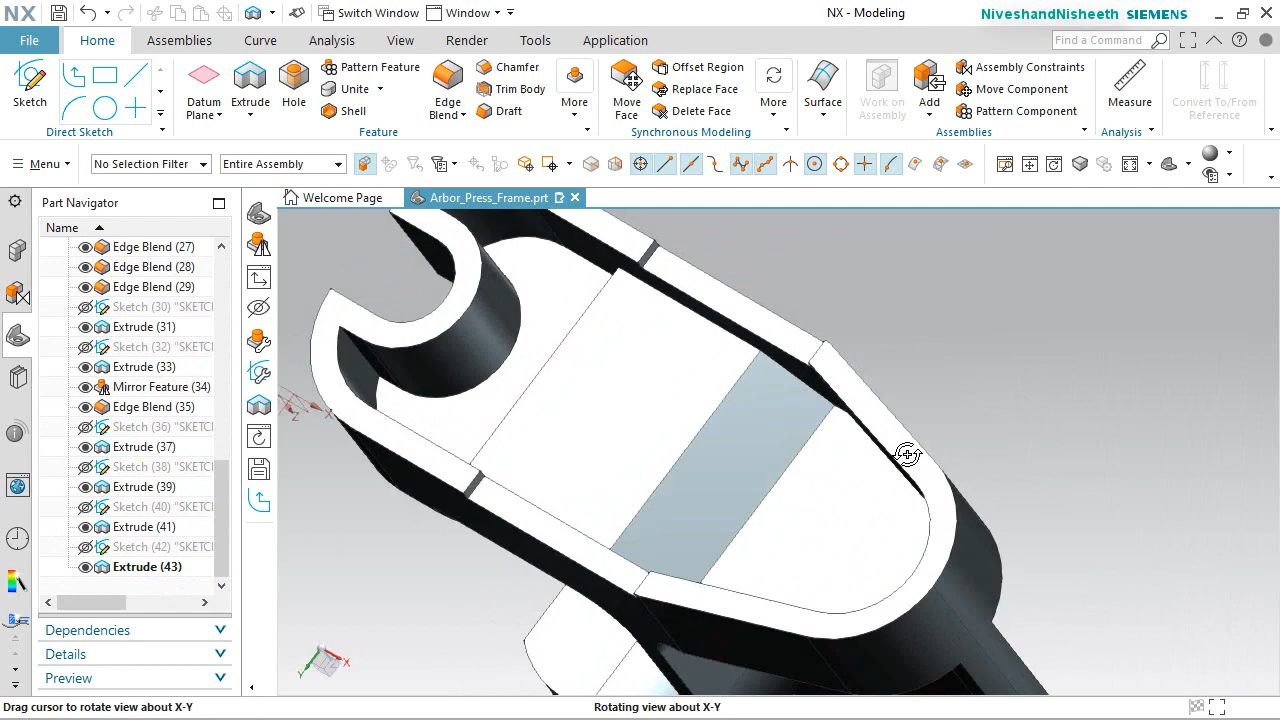 NX
Switch Window
Window
NX - Modeling
NiveshandNisheeth SIEMENS
File
Home
Assemblies
Curve
Analysis
View
Render
Tools
Application
Find a Command
Sketch
Direct Sketch
Datum Plane
Extrude
Hole
Pattern Feature
Unite
Shell
Edge Blend
Chamfer
Trim Body
Draft
More
Feature
Move Face
Offset Region
Replace Face
Delete Face
More
Synchronous Modeling
Surface
Work on Assembly
Add
Assembly Constraints
Move Component
Pattern Component
Assemblies
Measure
Analysis
Convert To/From Reference
Menu
No Selection Filter
Entire Assembly
Part Navigator
Welcome Page
Arbor_Press_Frame.prt
Name
Edge Blend (27)
Edge Blend (28)
Edge Blend (29)
Sketch (30) "SKETC
Extrude (31)
Sketch (32) "SKETC
Extrude (33)
Mirror Feature (34)
Edge Blend (35)
Sketch (36) "SKETC
Extrude (37)
Sketch (38) "SKETC
Extrude (39)
Sketch (40) "SKETC
Extrude (41)
Sketch (42) "SKETC
Extrude (43)
Dependencies
Details
Preview
X
Z
Y
X
Drag cursor to rotate view about X-Y
Rotating view about X-Y